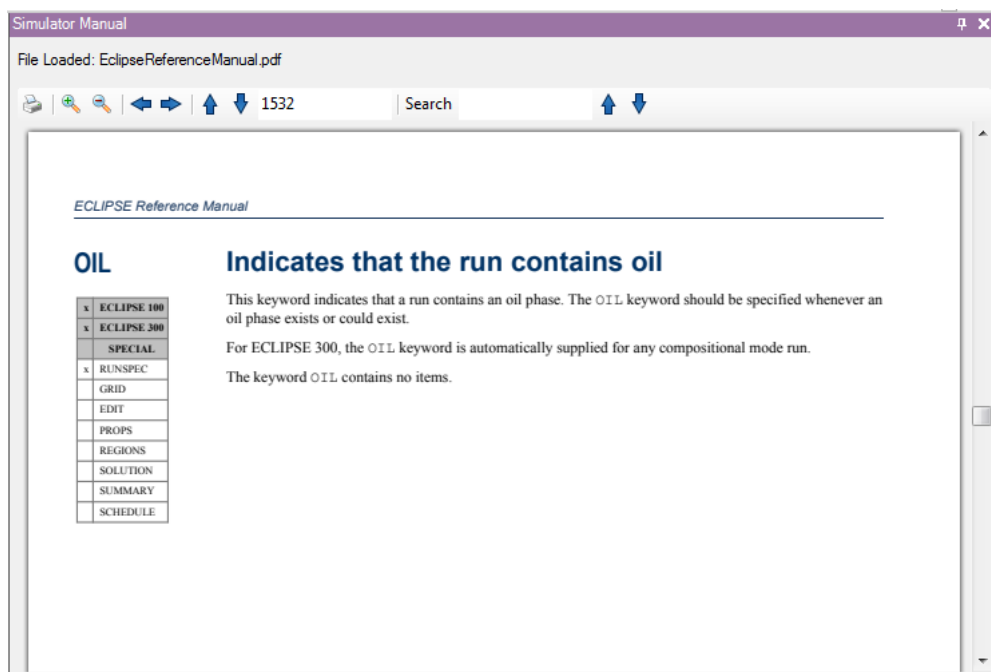 Simulator Manual
File Loaded: EclipseReferenceManual.pdf
1532 Search
ECLIPSE Reference Manual
OIL
Indicates that the run contains oil
x ECLIPSE 100
x ECLIPSE 300
SPECIAL
x RUNSPEC
GRID
EDIT
PROPS
REGIONS
SOLUTION
SUMMARY
SCHEDULE
This keyword indicates that a run contains an oil phase. The OIL keyword should be specified whenever an
oil phase exists or could exist.
For ECLIPSE 300, the OIL keyword is automatically supplied for any compositional mode run.
The keyword OIL contains no items.